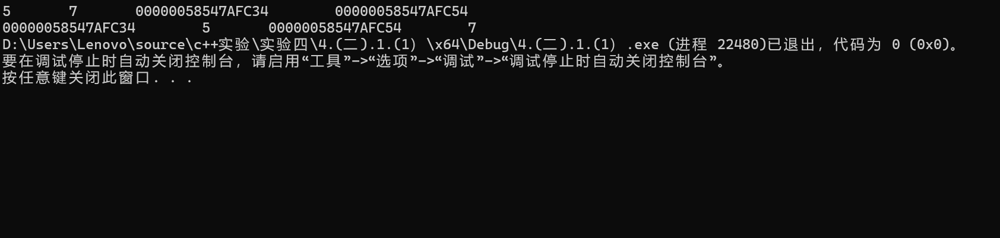 5       7       00000058547AFC34        00000058547AFC54
00000058547AFC34        5       00000058547AFC54        7
D:\Users\Lenovo\source\c++实验\实验四\4.(二).1.(1）\x64\Debug\4.(二).1.(1）.exe (进程 22480)已退出，代码为 0 (0x0)。
要在调试停止时自动关闭控制台，请启用“工具”->“选项”->“调试”->“调试停止时自动关闭控制台”。
按任意键关闭此窗口. . .